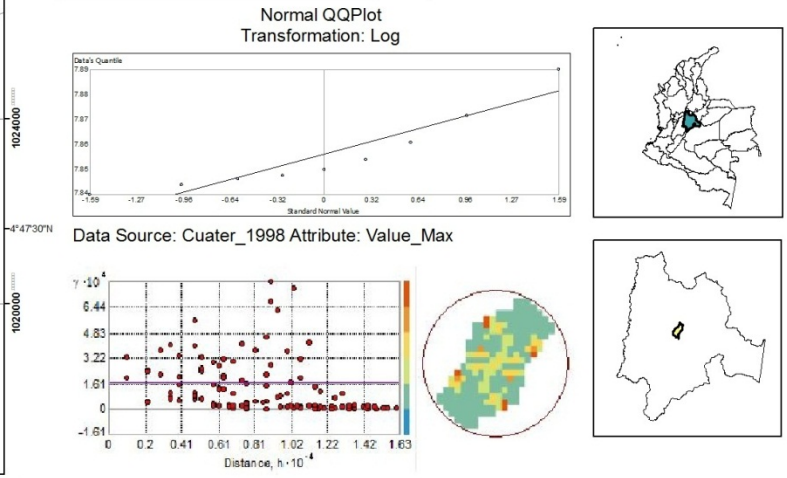 Normal QQPlot
Transformation: Log
Data's Quantile
7.89
7.88
7.87
7.86
7.85
7.84
-1.59 -1.27 -0.96 -0.64 -0.32 0 0.32 0.64 0.96 1.27 1.59
Standard Normal Value
1024000
4°47'30"N
Data Source: Cuater_1998 Attribute: Value_Max
1020000
γ·10⁴
6.44
4.83
3.22
1.61
0
-1.61
0 0.2 0.41 0.61 0.81 1.02 1.22 1.42 1.63
Distance, h·10⁻⁴